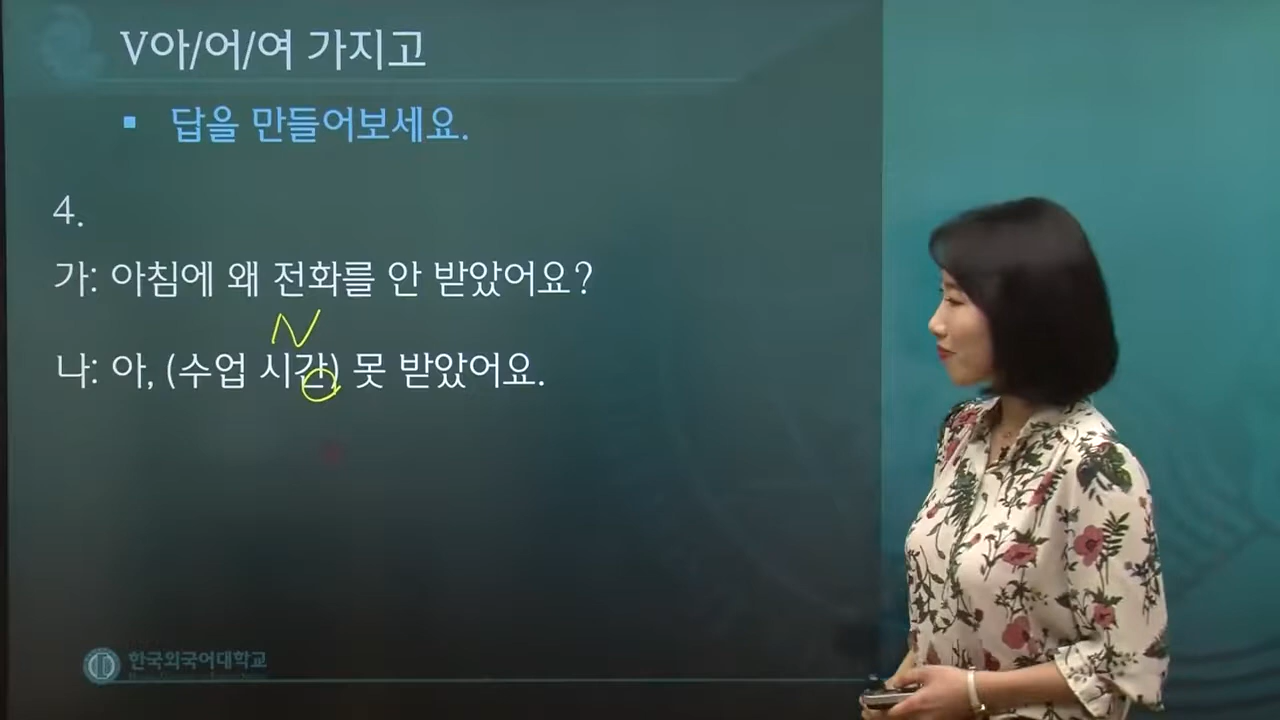 V아/어/여 가지고
▪ 답을 만들어보세요.
4.
가: 아침에 왜 전화를 안 받았어요?
N
나: 아, (수업 시간) 못 받았어요.
한국외국어대학교